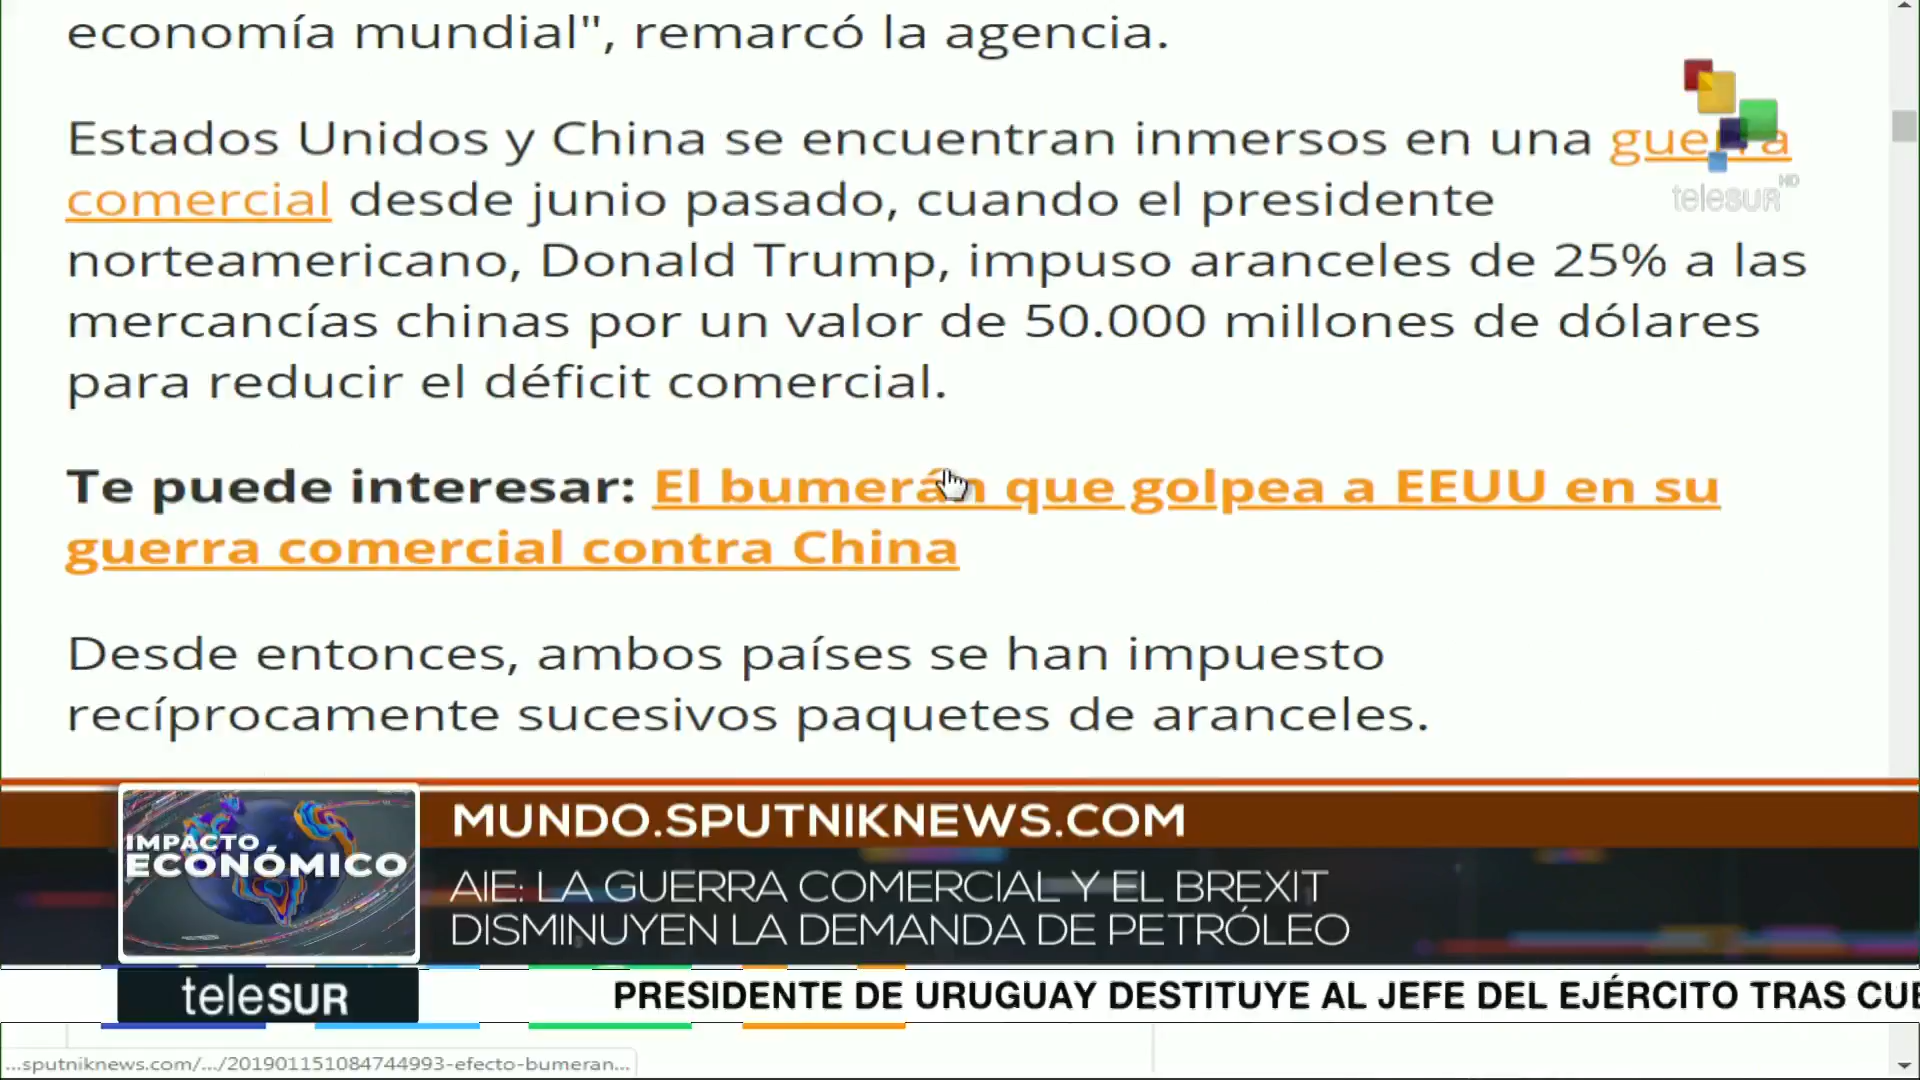 economía mundial", remarcó la agencia.
Estados Unidos y China se encuentran inmersos en una guerra
comercial desde junio pasado, cuando el presidente
norteamericano, Donald Trump, impuso aranceles de 25% a las
mercancías chinas por un valor de 50.000 millones de dólares
para reducir el déficit comercial.
Te puede interesar: El bumerán que golpea a EEUU en su
guerra comercial contra China
Desde entonces, ambos países se han impuesto
recíprocamente sucesivos paquetes de aranceles.
teleSUR HD
IMPACTO
ECONÓMICO
MUNDO.SPUTNIKNEWS.COM
AIE: LA GUERRA COMERCIAL Y EL BREXIT
DISMINUYEN LA DEMANDA DE PETRÓLEO
teleSUR
PRESIDENTE DE URUGUAY DESTITUYE AL JEFE DEL EJÉRCITO TRAS CUE
...sputniknews.com/.../201901151084744993-efecto-bumeran...